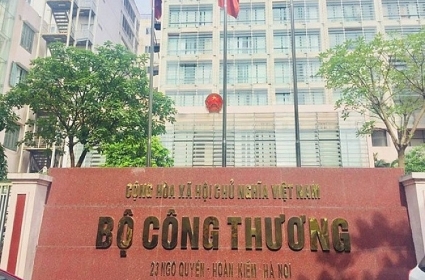 CỘNG HÒA XÃ HỘI CHỦ NGHĨA VIỆT NAM
BỘ CÔNG THƯƠNG
23 NGÔ QUYỀN - HOÀN KIẾM - HÀ NỘI